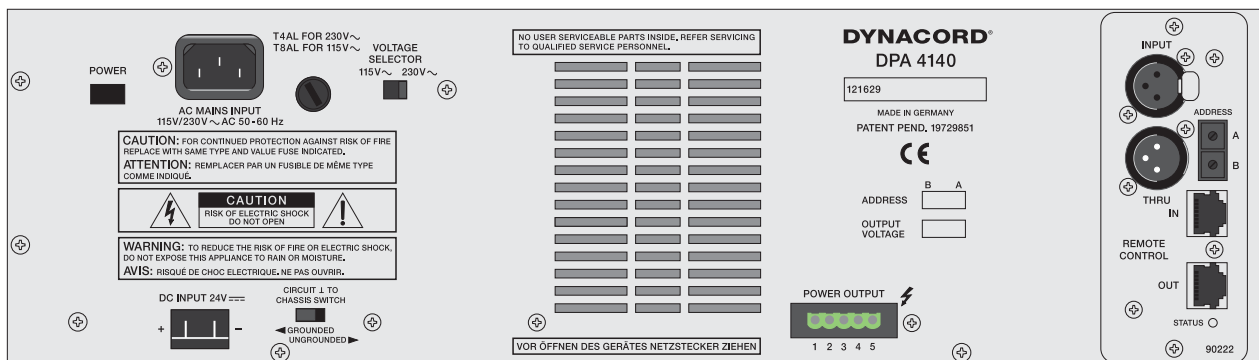 POWER
AC MAINS INPUT
115V/230V ~ AC 50-60 Hz
T4AL FOR 230V~
T8AL FOR 115V~
VOLTAGE
SELECTOR
115V~ 230V~
CAUTION: FOR CONTINUED PROTECTION AGAINST RISK OF FIRE
REPLACE WITH SAME TYPE AND VALUE FUSE INDICATED.
ATTENTION: REMPLACER PAR UN FUSIBLE DE MÊME TYPE
COMME INDIQUÉ.
CAUTION
RISK OF ELECTRIC SHOCK
DO NOT OPEN
WARNING: TO REDUCE THE RISK OF FIRE OR ELECTRIC SHOCK,
DO NOT EXPOSE THIS APPLIANCE TO RAIN OR MOISTURE.
AVIS: RISQUÉ DE CHOC ELECTRIQUE. NE PAS OUVRIR.
DC INPUT 24V
+ −
CIRCUIT ⊥ TO
CHASSIS SWITCH
◄ GROUNDED
UNGROUNDED ►
NO USER SERVICEABLE PARTS INSIDE. REFER SERVICING
TO QUALIFIED SERVICE PERSONNEL.
VOR ÖFFNEN DES GERÄTES NETZSTECKER ZIEHEN
DYNACORD®
DPA 4140
121629
MADE IN GERMANY
PATENT PEND. 19729851
CE
B A
ADDRESS
OUTPUT
VOLTAGE
POWER OUTPUT
1 2 3 4 5
INPUT
ADDRESS
A
B
THRU
IN
REMOTE
CONTROL
OUT
STATUS
90222